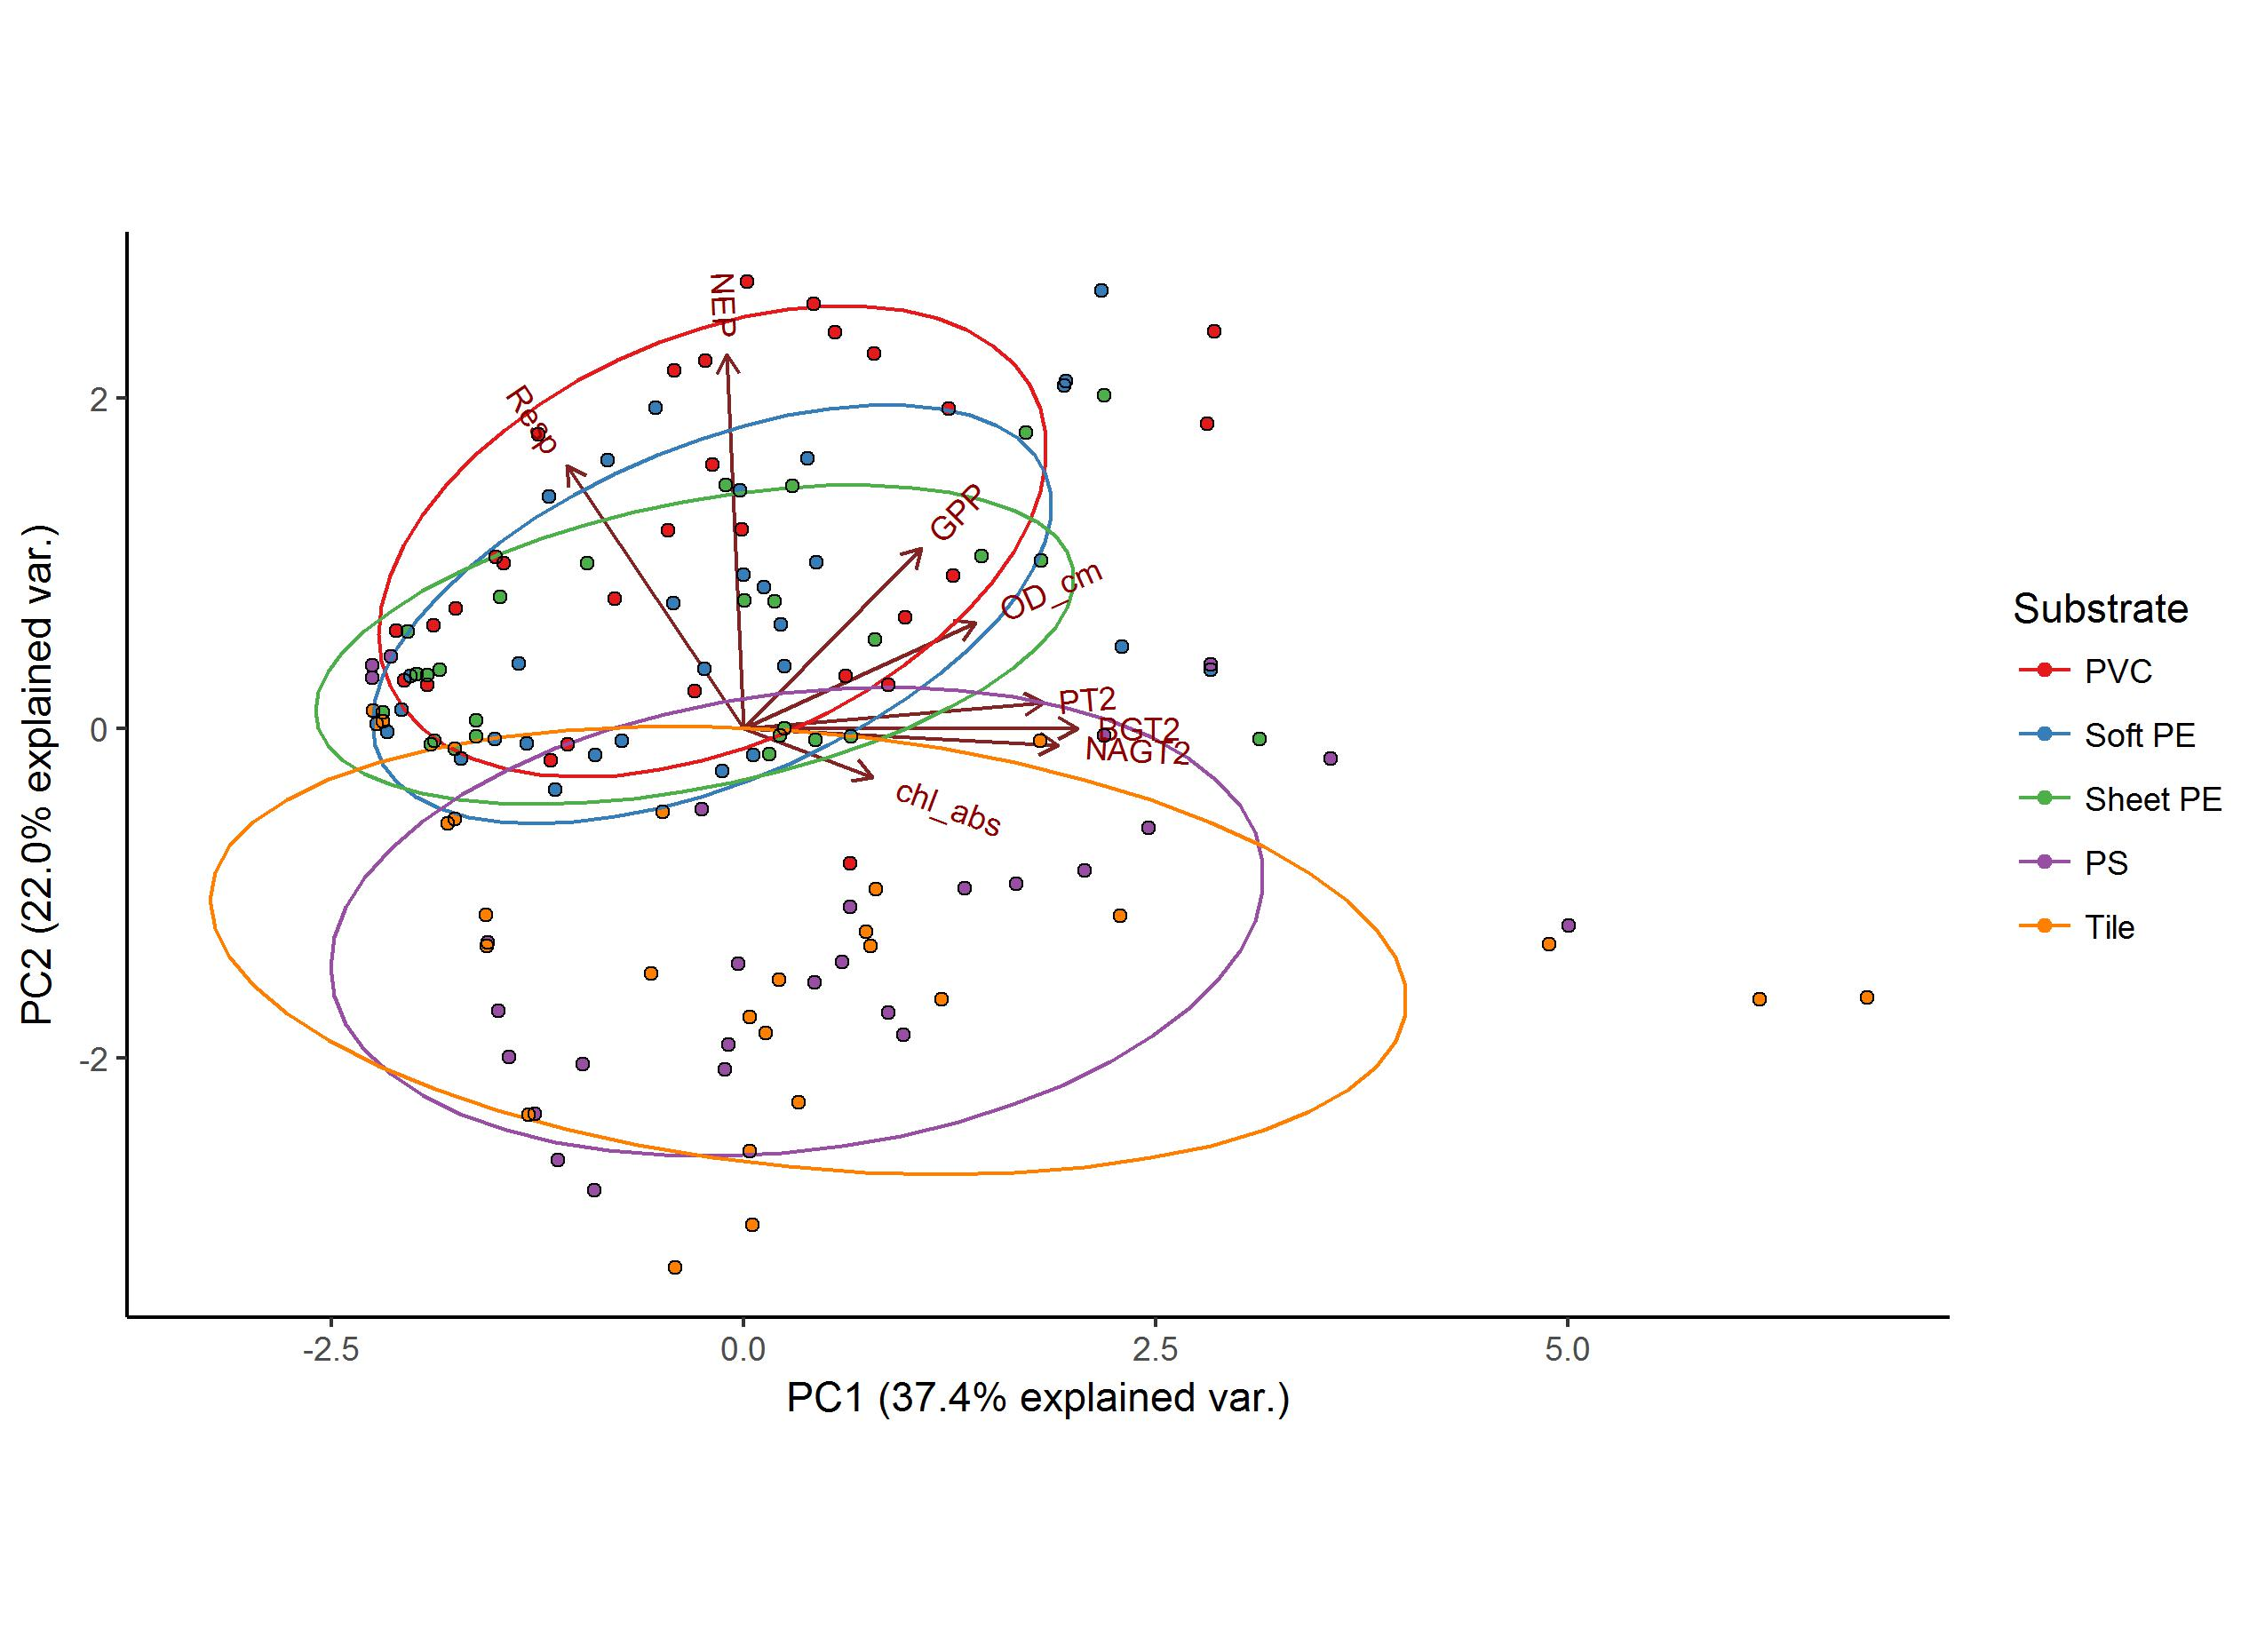 NEP
Resp
GPP
OD_cm
PT2
BGT2
NAGT2
chl_abs
2
0
-2
-2.5
0.0
2.5
5.0
PC1 (37.4% explained var.)
PC2 (22.0% explained var.)
Substrate
PVC
Soft PE
Sheet PE
PS
Tile